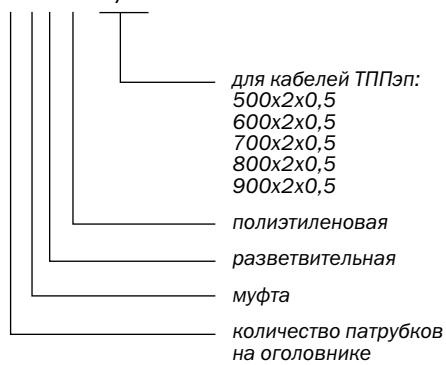 для кабелей ТППэп:
500х2х0,5
600х2х0,5
700х2х0,5
800х2х0,5
900х2х0,5
полиэтиленовая
разветвительная
муфта
количество патрубков
на оголовнике